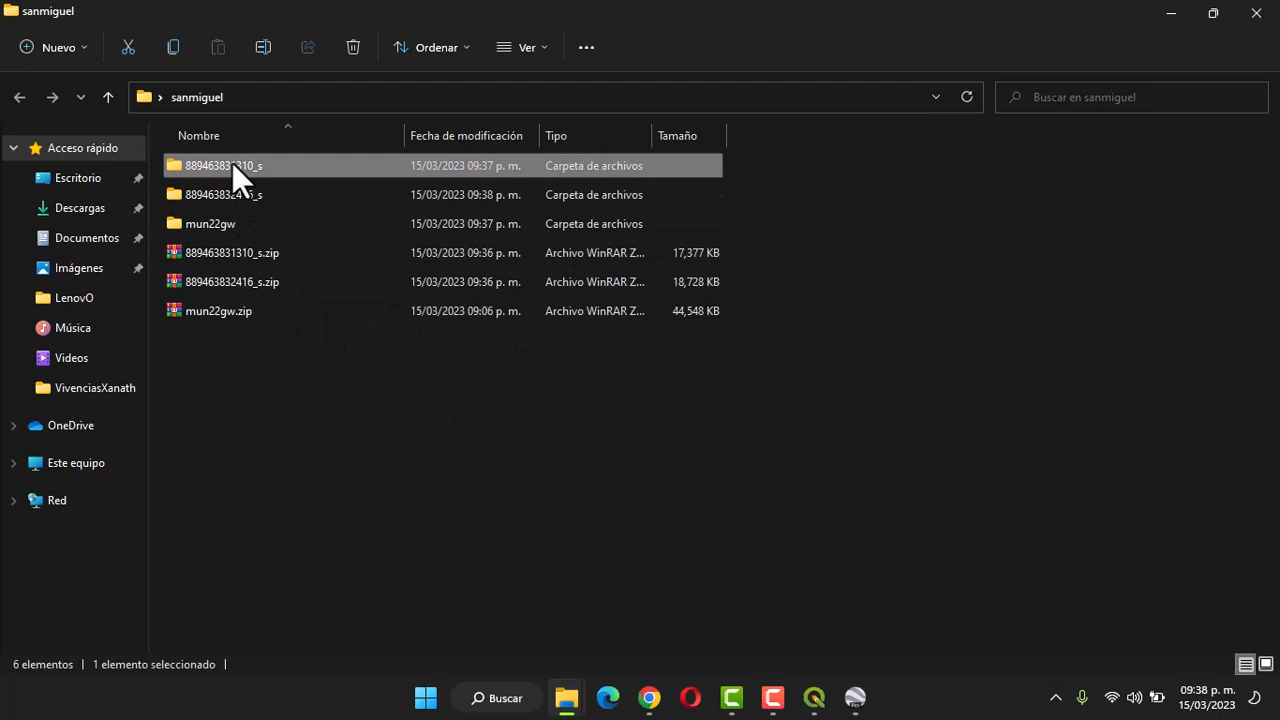 sanmiguel
Nuevo
Ordenar
Ver
sanmiguel
Buscar en sanmiguel
Nombre Fecha de modificación Tipo Tamaño
Acceso rápido
Escritorio
Descargas
Documentos
Imágenes
LenovO
Música
Videos
VivenciasXanath
OneDrive
Este equipo
Red
889463831310_s 15/03/2023 09:37 p. m. Carpeta de archivos
889463832416_s 15/03/2023 09:38 p. m. Carpeta de archivos
mun22gw 15/03/2023 09:37 p. m. Carpeta de archivos
889463831310_s.zip 15/03/2023 09:36 p. m. Archivo WinRAR Z... 17,377 KB
889463832416_s.zip 15/03/2023 09:36 p. m. Archivo WinRAR Z... 18,728 KB
mun22gw.zip 15/03/2023 09:06 p. m. Archivo WinRAR Z... 44,548 KB
6 elementos 1 elemento seleccionado
Buscar
09:38 p. m.
15/03/2023